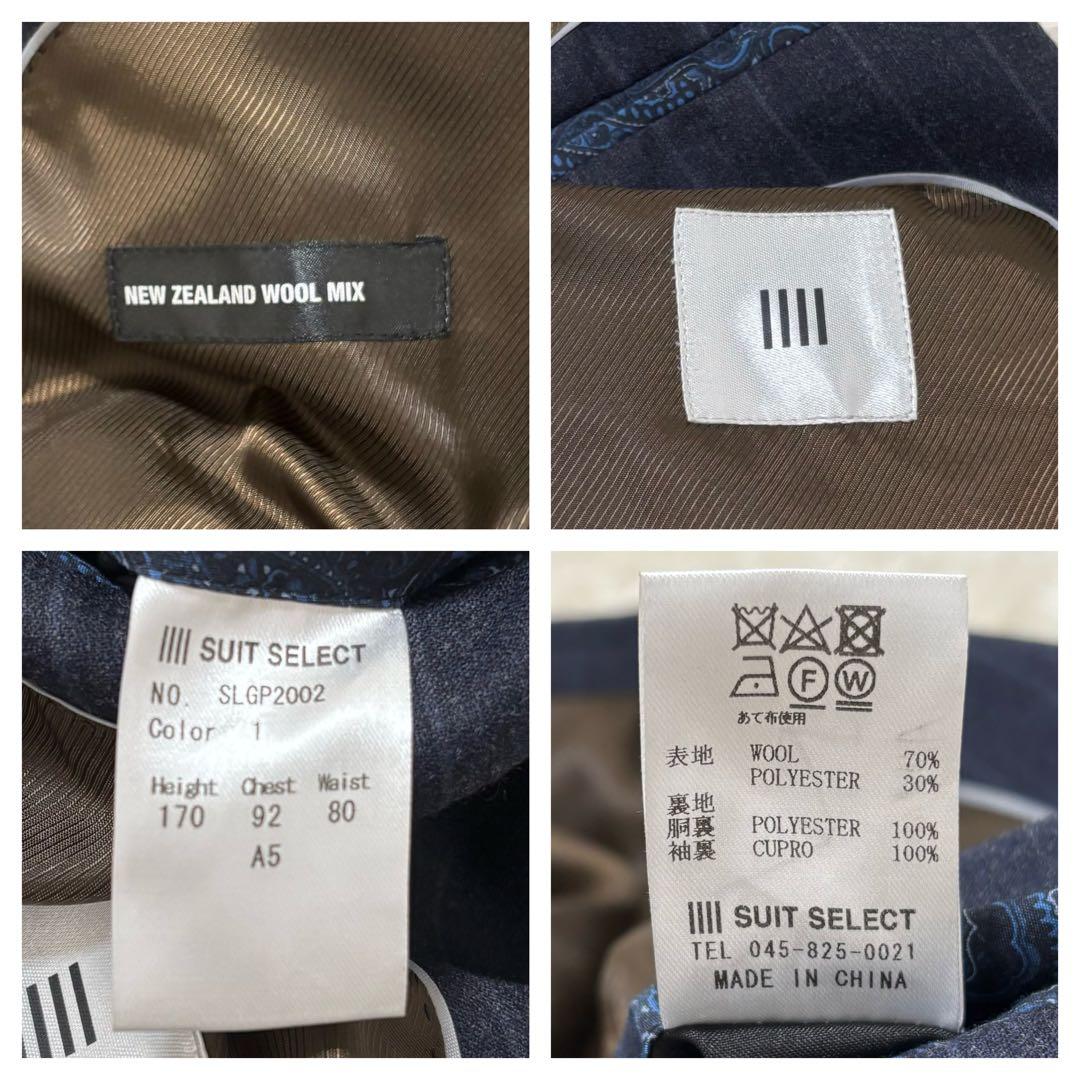 NEW ZEALAND WOOL MIX
SUIT SELECT
NO. SLGP2002
Color 1
Height Chest Waist
170 92 80
A5
あて布使用
表地 WOOL 70%
POLYESTER 30%
裏地
胴裏 POLYESTER 100%
袖裏 CUPRO 100%
SUIT SELECT
TEL 045-825-0021
MADE IN CHINA
F
W